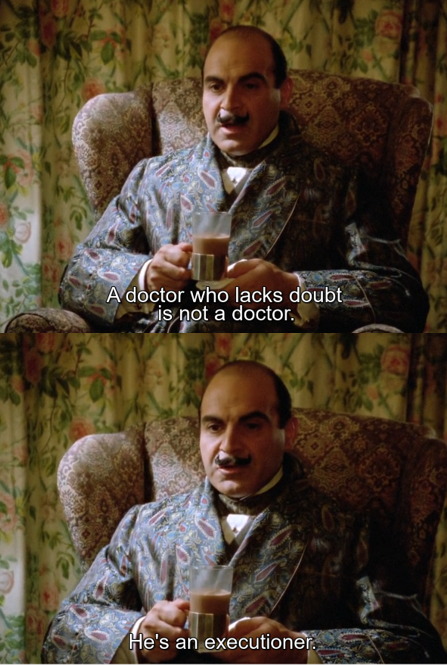 A doctor who lacks doubt
is not a doctor.
He's an executioner.